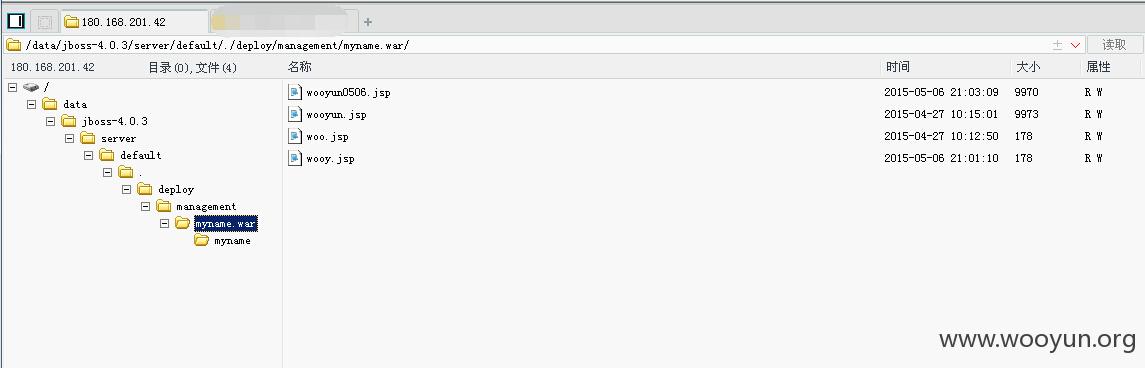 180.168.201.42
+
/data/jboss-4.0.3/server/default/./deploy/management/myname.war/
读取
180.168.201.42 目录(0),文件(4)
名称 时间 大小 属性
/
data
jboss-4.0.3
server
default
.
deploy
management
myname.war
myname
wooyun0506.jsp 2015-05-06 21:03:09 9970 R W
wooyun.jsp 2015-04-27 10:15:01 9973 R W
woo.jsp 2015-04-27 10:12:50 178 R W
wooy.jsp 2015-05-06 21:01:10 178 R W
www.wooyun.org